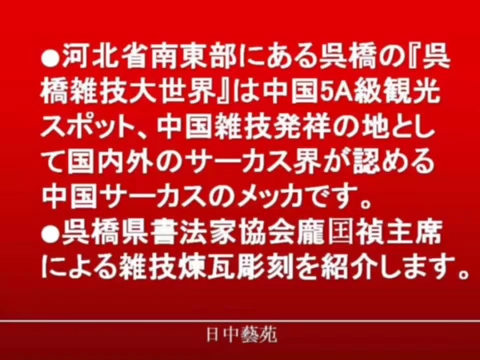 ●河北省南東部にある呉橋の『呉
橋雑技大世界』は中国5A級観光
スポット、中国雑技発祥の地とし
て国内外のサーカス界が認める
中国サーカスのメッカです。
●呉橋県書法家協会龐囯禎主席
による雑技煉瓦彫刻を紹介します。
日中藝苑